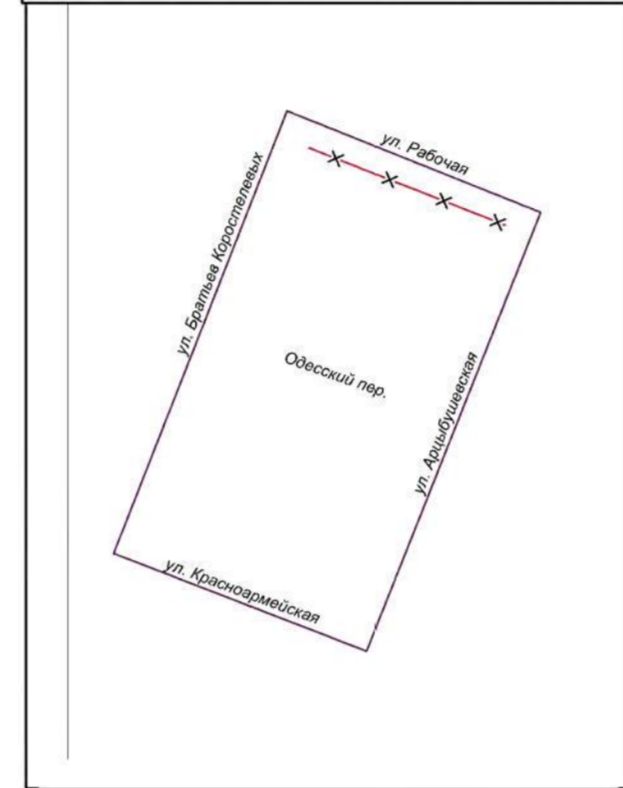 ул. Рабочая
ул. Братьев Коростелевых
Одесский пер.
ул. Арцыбушевская
ул. Красноармейская